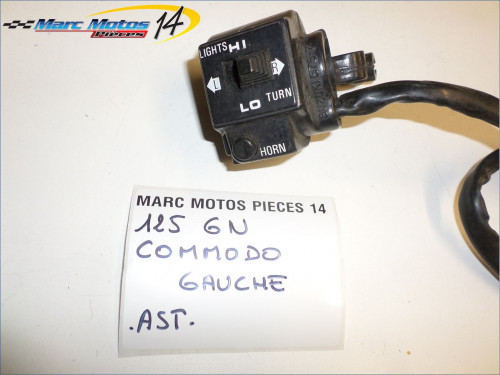 Marc Motos 14
Pieces
LIGHTS HI
L R
TURN
LO
HORN
MARC MOTOS PIECES 14
125 GN
COMMODO
GAUCHE
.AST.